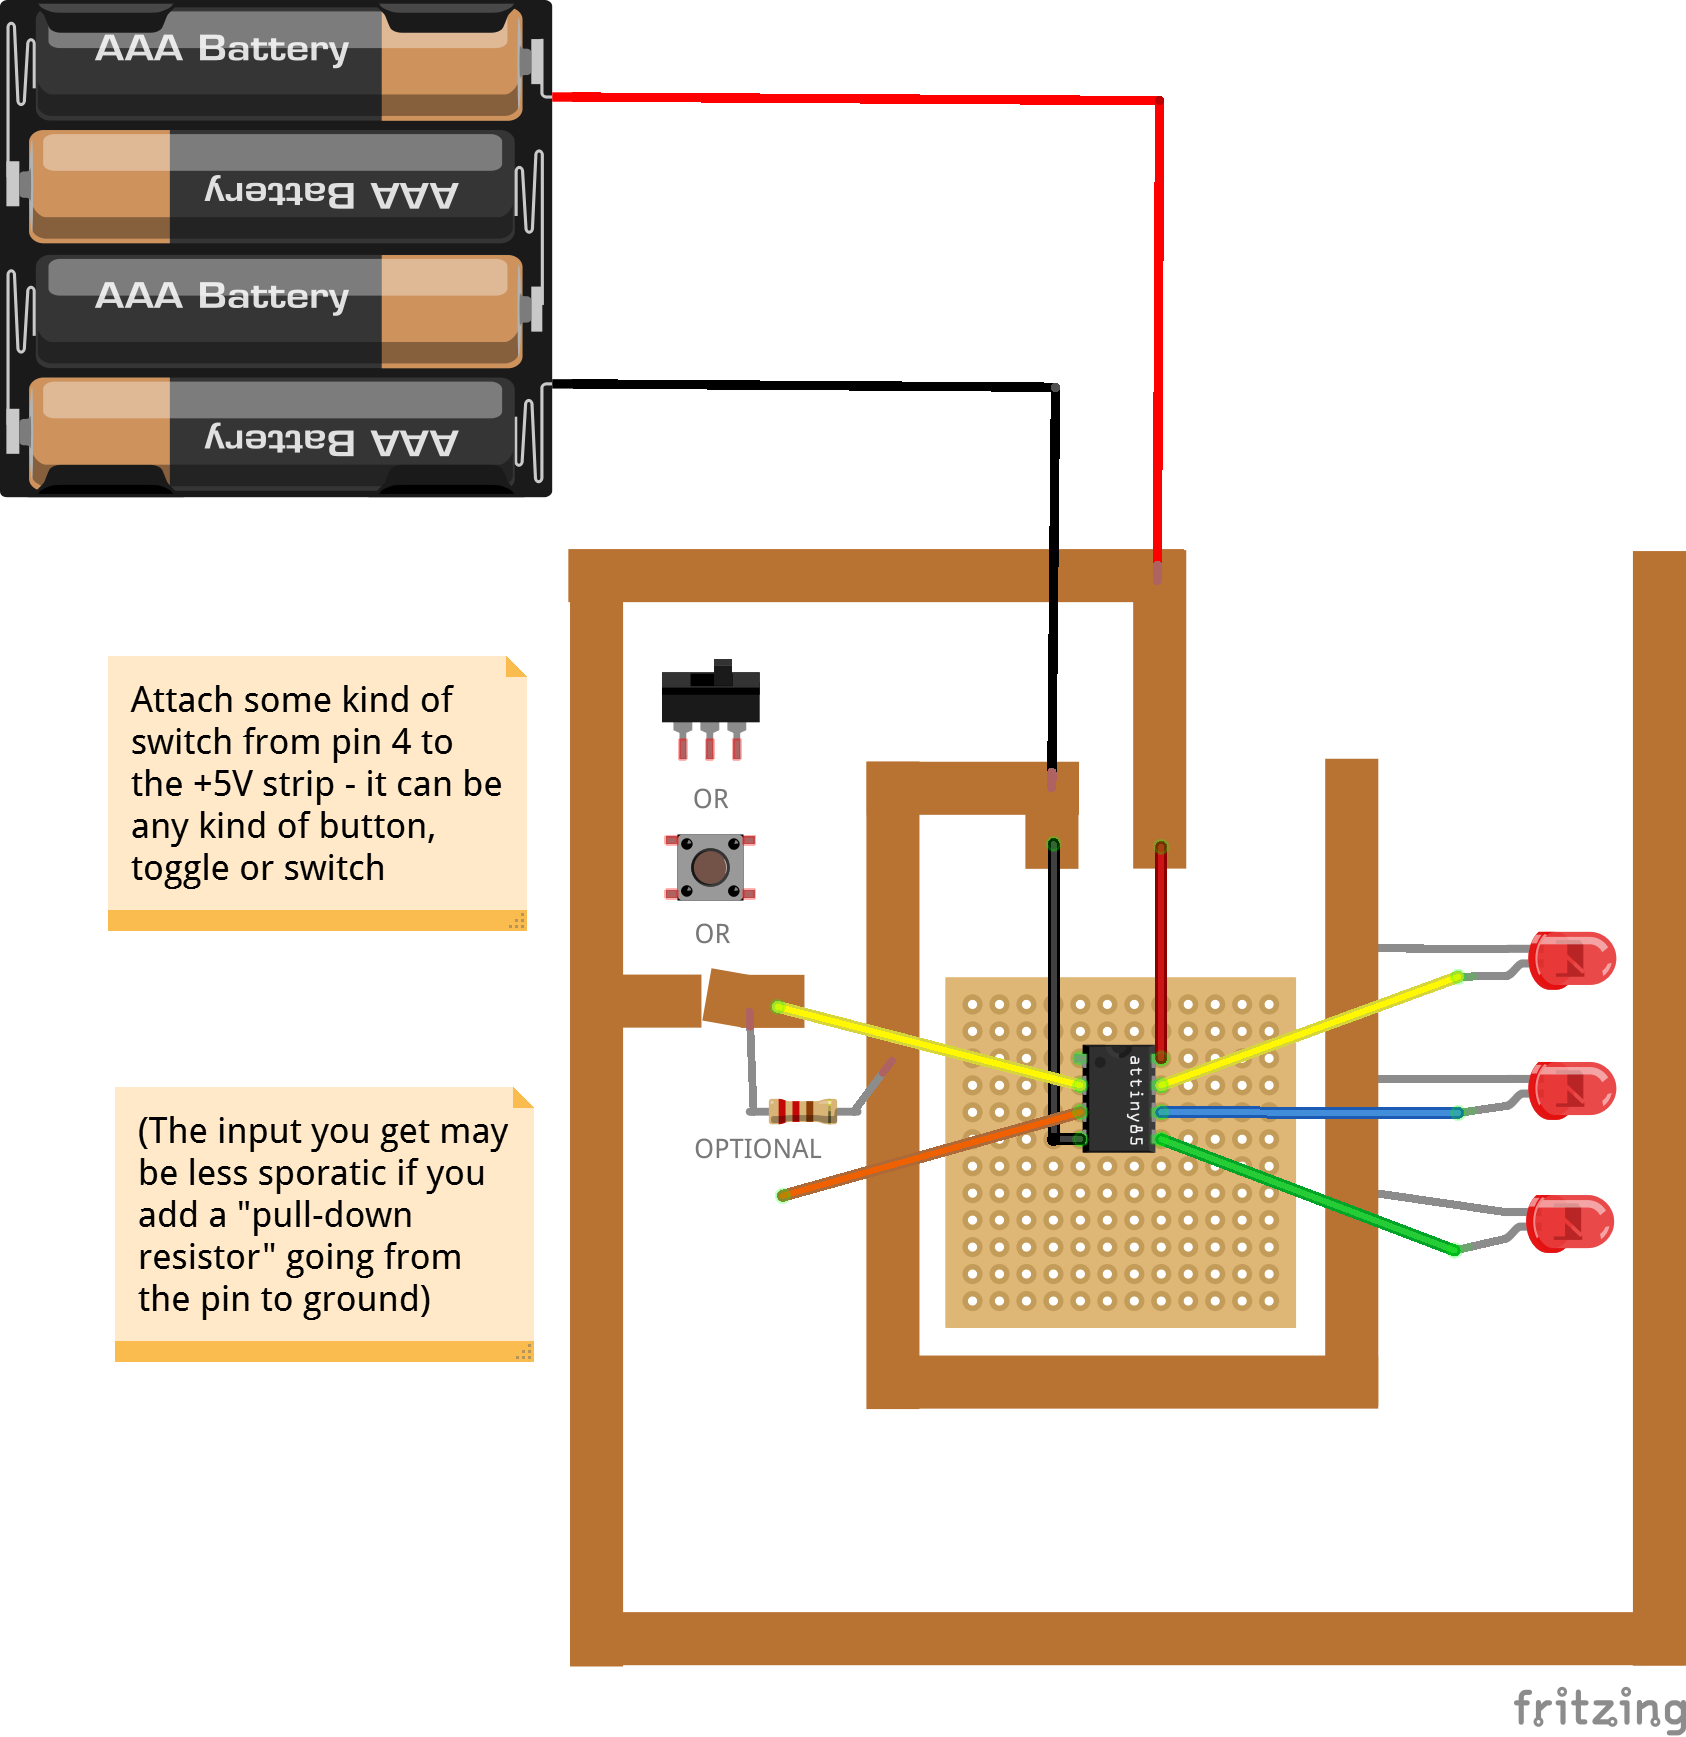 AAA Battery
AAA Battery
AAA Battery
AAA Battery
Attach some kind of
switch from pin 4 to
the +5V strip - it can be
any kind of button,
toggle or switch
OR
OR
(The input you get may
be less sporatic if you
add a "pull-down
resistor" going from
the pin to ground)
OPTIONAL
attiny85
fritzing